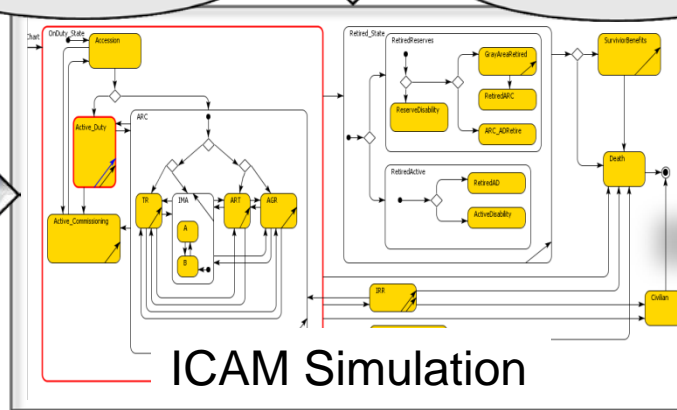 Chart
OnDuty_State
Accession
Active_Duty
Active_Commissioning
ARC
TR
IMA
A
B
ART
AGR
Retired_State
RetiredReserves
GrayAreaRetired
ReserveDisability
RetiredARC
ARC_ADRetire
RetiredActive
RetiredAD
ActiveDisability
SurvivorBenefits
Death
IRR
Civilian
ICAM Simulation